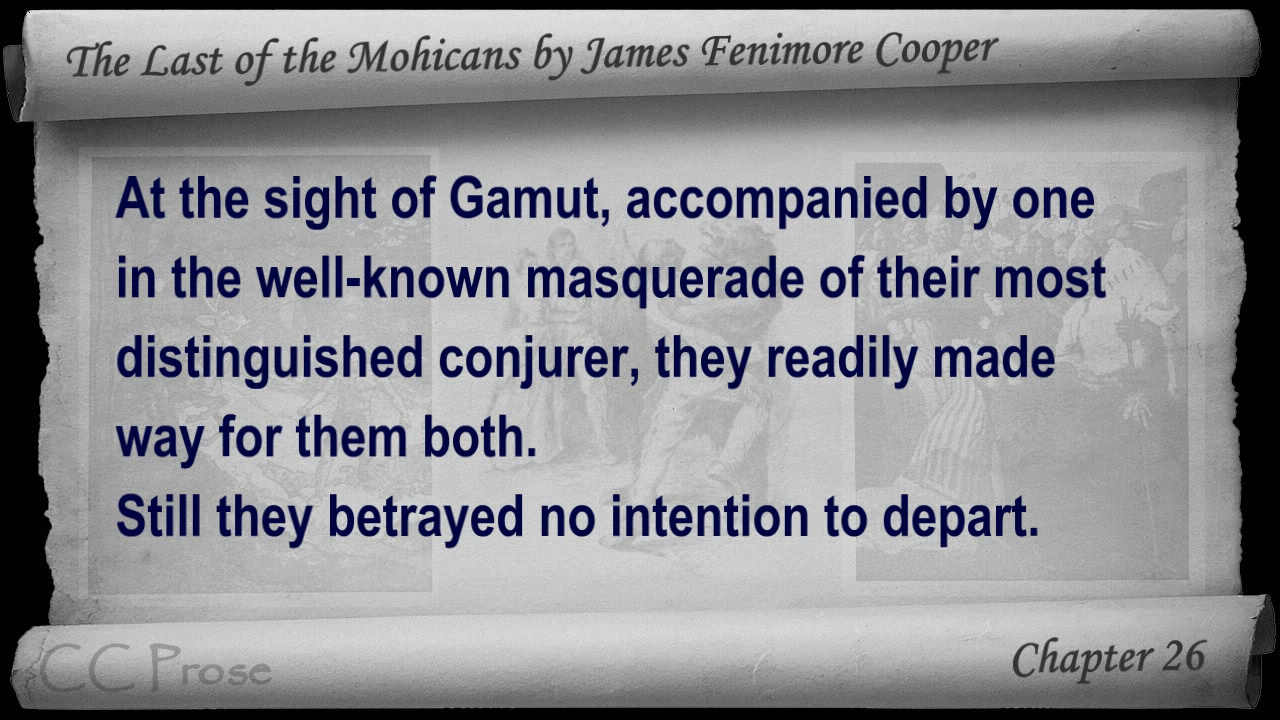 The Last of the Mohicans by James Fenimore Cooper
At the sight of Gamut, accompanied by one
in the well-known masquerade of their most
distinguished conjurer, they readily made
way for them both.
Still they betrayed no intention to depart.
CC Prose
Chapter 26